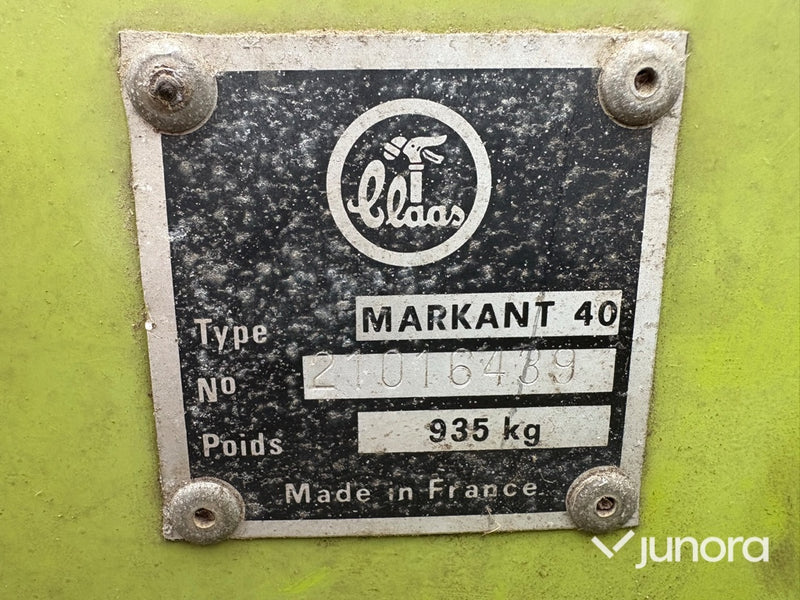 Claas
Type MARKANT 40
No 21016439
Poids 935 kg
Made in France
junora